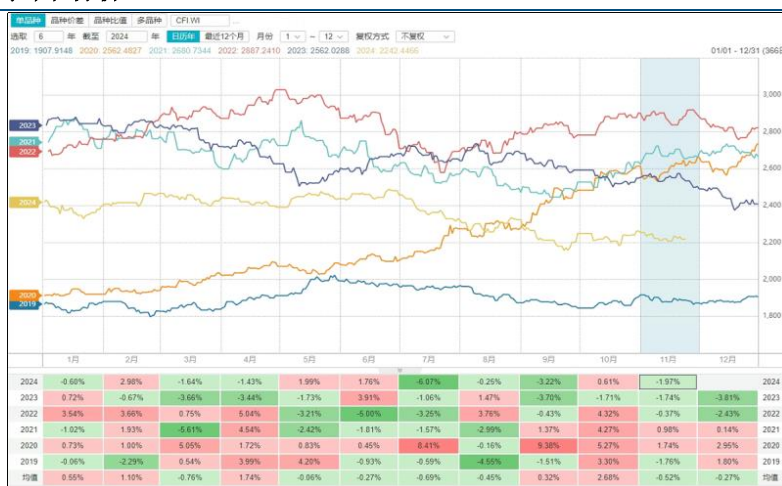 单品种 品种价差 品种比值 多品种 CFI.WI ...
选取 6 年 截至 2024 年 日历年 最近12个月 月份 1 ~ 12 复权方式 不复权
2019: 1907.9148 2020: 2562.4827 2021: 2680.7344 2022: 2887.2410 2023: 2562.0288 2024: 2242.4466 01/01 - 12/31 (366
3,000
2023
2,800
2021
2022
2,600
2024
2,400
2,200
2,000
2020
2019
1,800
1月 2月 3月 4月 5月 6月 7月 8月 9月 10月 11月 12月
2024 -0.60% 2.98% -1.64% -1.43% 1.99% 1.76% -6.07% -0.25% -3.22% 0.61% -1.97% 2024
2023 0.72% -0.67% -3.66% -3.44% -1.73% 3.91% -1.06% 1.47% -3.70% -1.71% -1.74% -3.81% 2023
2022 3.54% 3.66% 0.75% 5.04% -3.21% -5.00% -3.25% 3.76% -0.43% 4.32% -0.37% -2.43% 2022
2021 -1.02% 1.93% -5.61% 4.54% -2.42% -1.81% -1.57% -2.99% 1.37% 4.27% 0.98% 0.14% 2021
2020 0.73% 1.00% 5.05% 1.72% 0.83% 0.45% 8.41% -0.16% 9.38% 5.27% 1.74% 2.95% 2020
2019 -0.06% -2.29% 0.54% 3.99% 4.20% -0.93% -0.59% -4.55% -1.51% 3.30% -1.76% 1.80% 2019
均值 0.55% 1.10% -0.76% 1.74% -0.06% -0.27% -0.69% -0.45% 0.32% 2.68% -0.52% -0.27% 均值